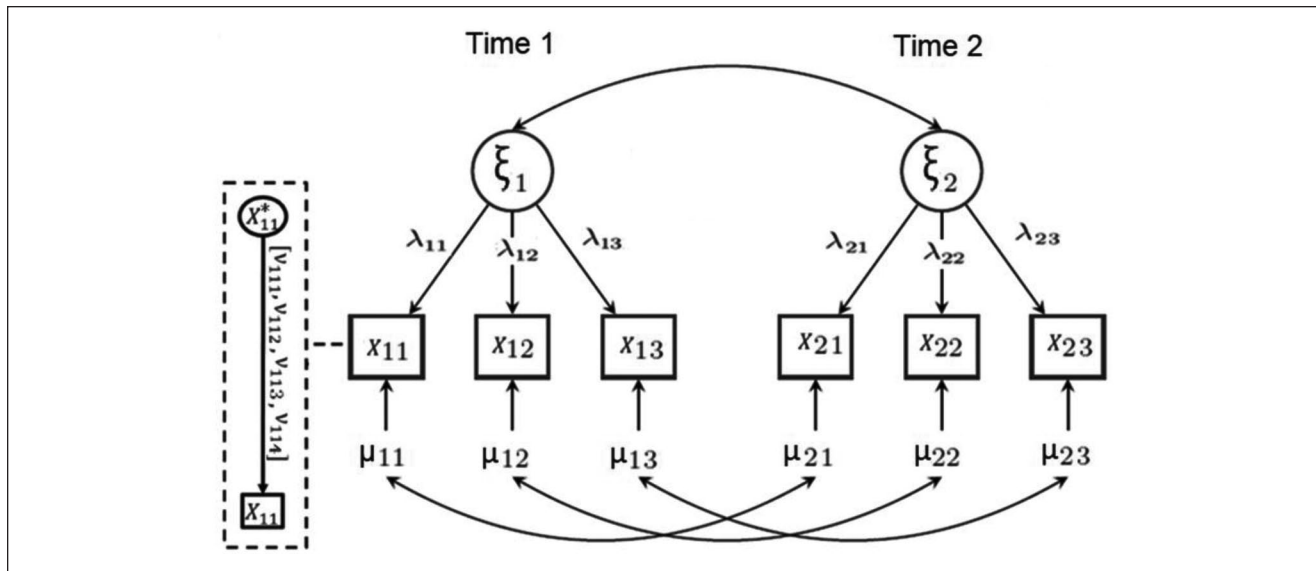 Time 1 Time 2
ξ₁ ξ₂
X*₁₁
[ν₁₁₁, ν₁₁₂, ν₁₁₃, ν₁₁₄]
λ₁₁ λ₁₂ λ₁₃ λ₂₁ λ₂₂ λ₂₃
x₁₁ x₁₂ x₁₃ x₂₁ x₂₂ x₂₃
μ₁₁ μ₁₂ μ₁₃ μ₂₁ μ₂₂ μ₂₃
X₁₁